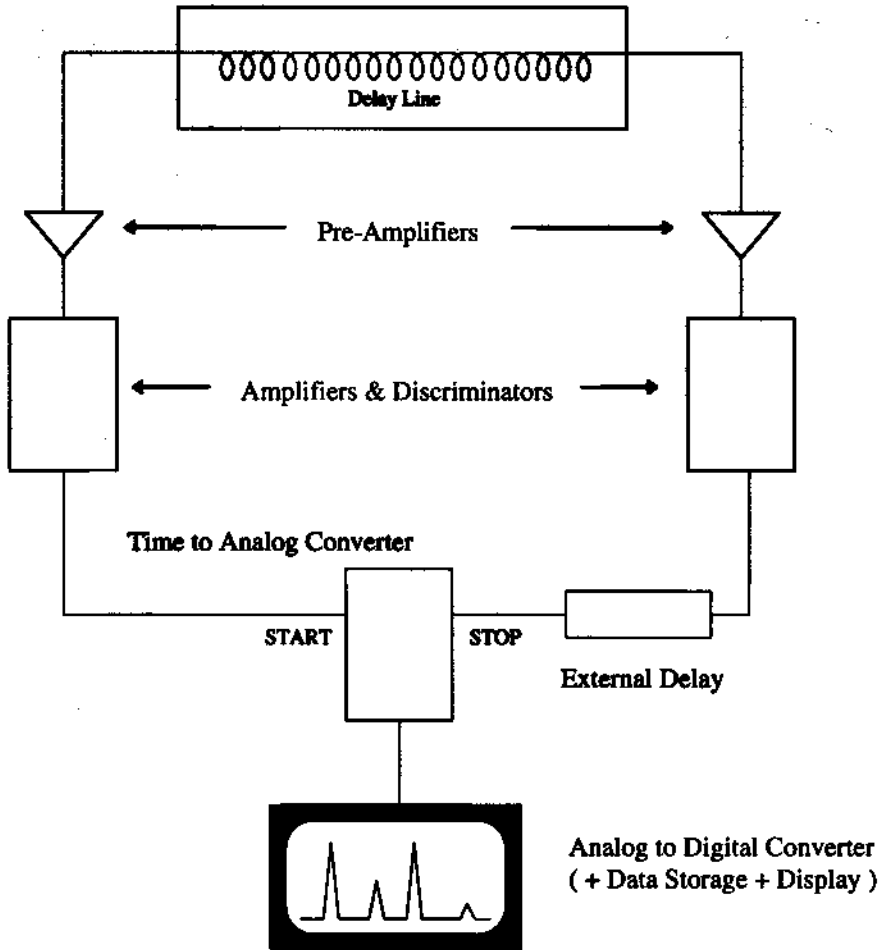 Delay Line
Pre-Amplifiers
Amplifiers & Discriminators
Time to Analog Converter
START
STOP
External Delay
Analog to Digital Converter
( + Data Storage + Display )